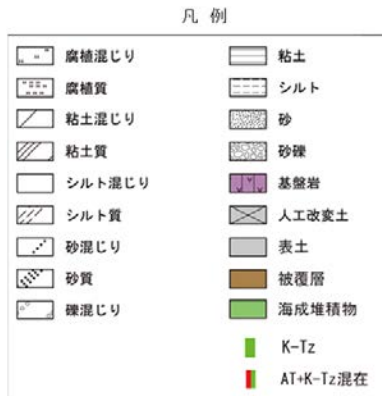 凡 例
腐植混じり
腐植質
粘土混じり
粘土質
シルト混じり
シルト質
砂混じり
砂質
礫混じり
粘土
シルト
砂
砂礫
基盤岩
人工改変土
表土
被覆層
海成堆積物
K-Tz
AT+K-Tz混在